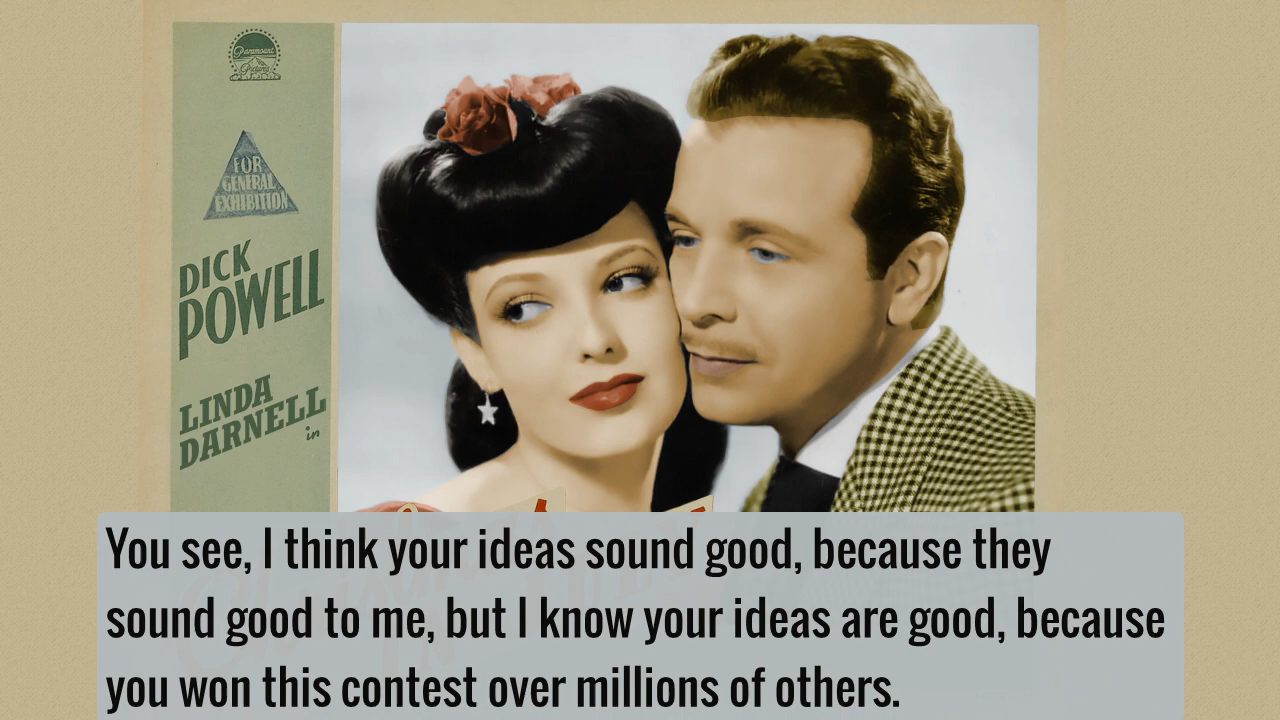 Paramount
Pictures
FOR
GENERAL
EXHIBITION
DICK
POWELL
LINDA
DARNELL
in
You see, I think your ideas sound good, because they
sound good to me, but I know your ideas are good, because
you won this contest over millions of others.